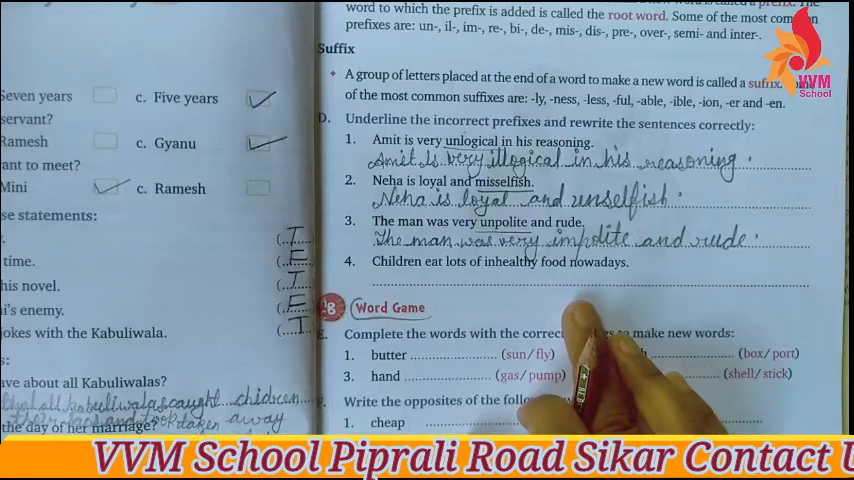 word to which the prefix is added is called the root word. Some of the most common
prefixes are: un-, il-, im-, re-, bi-, de-, mis-, dis-, pre-, over-, semi- and inter-.
Suffix
A group of letters placed at the end of a word to make a new word is called a suffix. Some
of the most common suffixes are: -ly, -ness, -less, -ful, -able, -ible, -ion, -er and -en.
D. Underline the incorrect prefixes and rewrite the sentences correctly:
1. Amit is very unlogical in his reasoning.
Amit is very illogical in his reasoning.
2. Neha is loyal and misselfish.
Neha is loyal and unselfish.
3. The man was very unpolite and rude.
The man was very impolite and rude.
4. Children eat lots of inhealthy food nowadays.
Word Game
E. Complete the words with the correct to make new words:
1. butter (sun/fly)
(box/port)
3. hand (gas/pump)
(shell/stick)
F. Write the opposites of the
1. cheap
Seven years c. Five years
servant?
Ramesh c. Gyanu
ant to meet?
Mini c. Ramesh
se statements:
(..T..)
time. (..F..)
his novel. (..T..)
i's enemy. (..F..)
jokes with the Kabuliwala. (..T..)
s:
ave about all Kabuliwalas?
that all kabuliwalas caught children
taken away
the day of her marriage?
VVM
School
VVM School Piprali Road Sikar Contact U